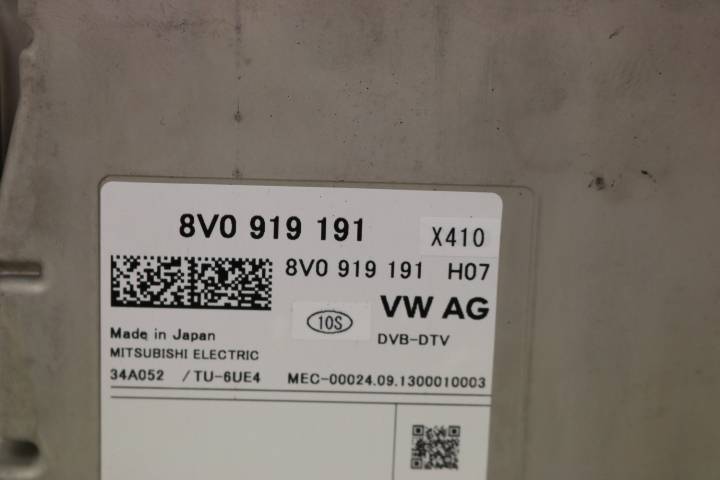 8V0 919 191
X410
8V0 919 191 H07
VW AG
10S
DVB-DTV
Made in Japan
MITSUBISHI ELECTRIC
34A052 /TU-6UE4 MEC-00024.09.1300010003